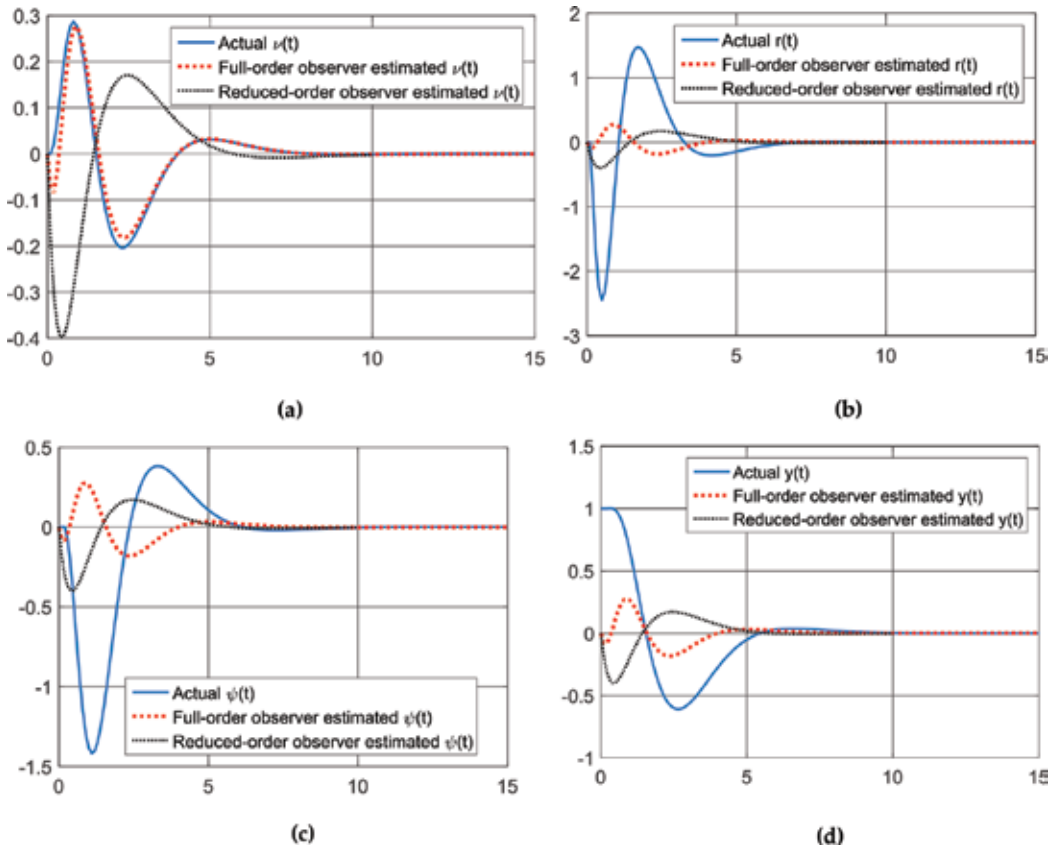 0.3
0.2
0.1
0
-0.1
-0.2
-0.3
-0.4
0 5 10 15
Actual ν(t)
Full-order observer estimated ν(t)
Reduced-order observer estimated ν(t)
(a)
2
1
0
-1
-2
-3
0 5 10 15
Actual r(t)
Full-order observer estimated r(t)
Reduced-order observer estimated r(t)
(b)
0.5
0
-0.5
-1
-1.5
0 5 10 15
Actual ψ(t)
Full-order observer estimated ψ(t)
Reduced-order observer estimated ψ(t)
(c)
1.5
1
0.5
0
-0.5
-1
0 5 10 15
Actual y(t)
Full-order observer estimated y(t)
Reduced-order observer estimated y(t)
(d)